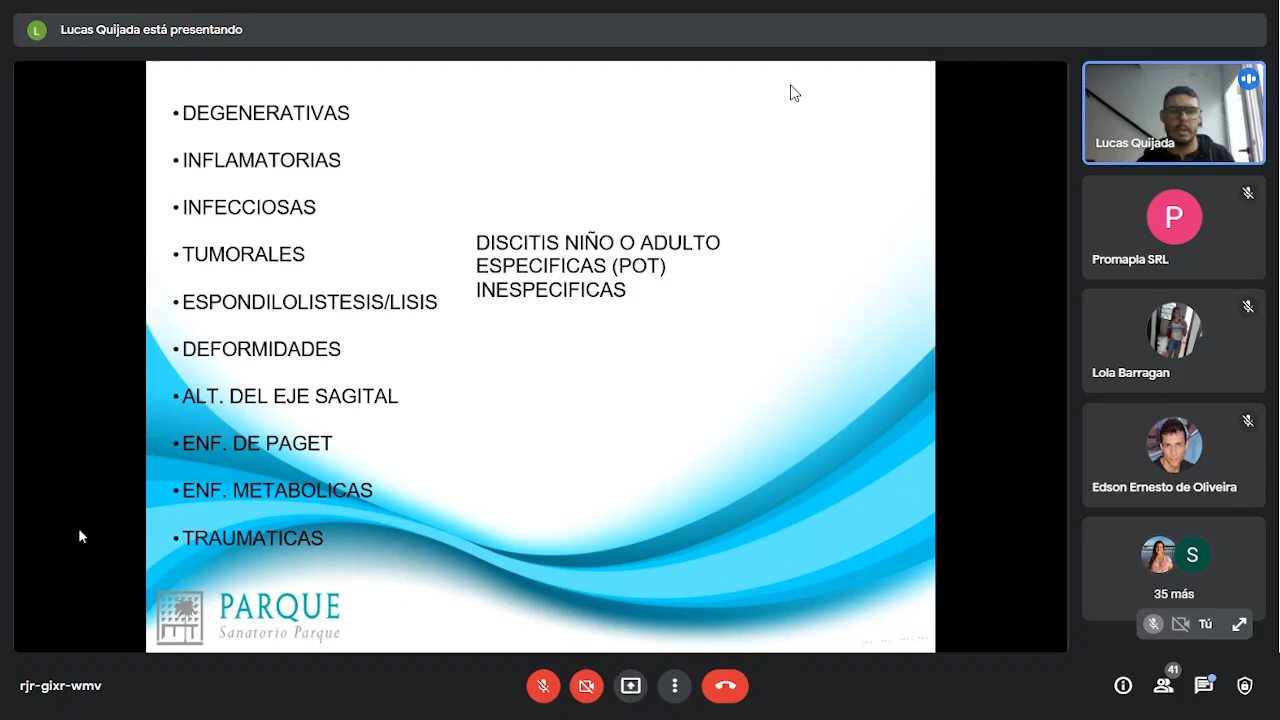 L
Lucas Quijada está presentando
• DEGENERATIVAS
• INFLAMATORIAS
• INFECCIOSAS
• TUMORALES
• ESPONDILOLISTESIS/LISIS
• DEFORMIDADES
• ALT. DEL EJE SAGITAL
• ENF. DE PAGET
• ENF. METABOLICAS
• TRAUMATICAS
DISCITIS NIÑO O ADULTO
ESPECIFICAS (POT)
INESPECIFICAS
PARQUE
Sanatorio Parque
Lucas Quijada
P
Promapla SRL
Lola Barragan
Edson Ernesto de Oliveira
S
35 más
Tú
rjr-gixr-wmv
41